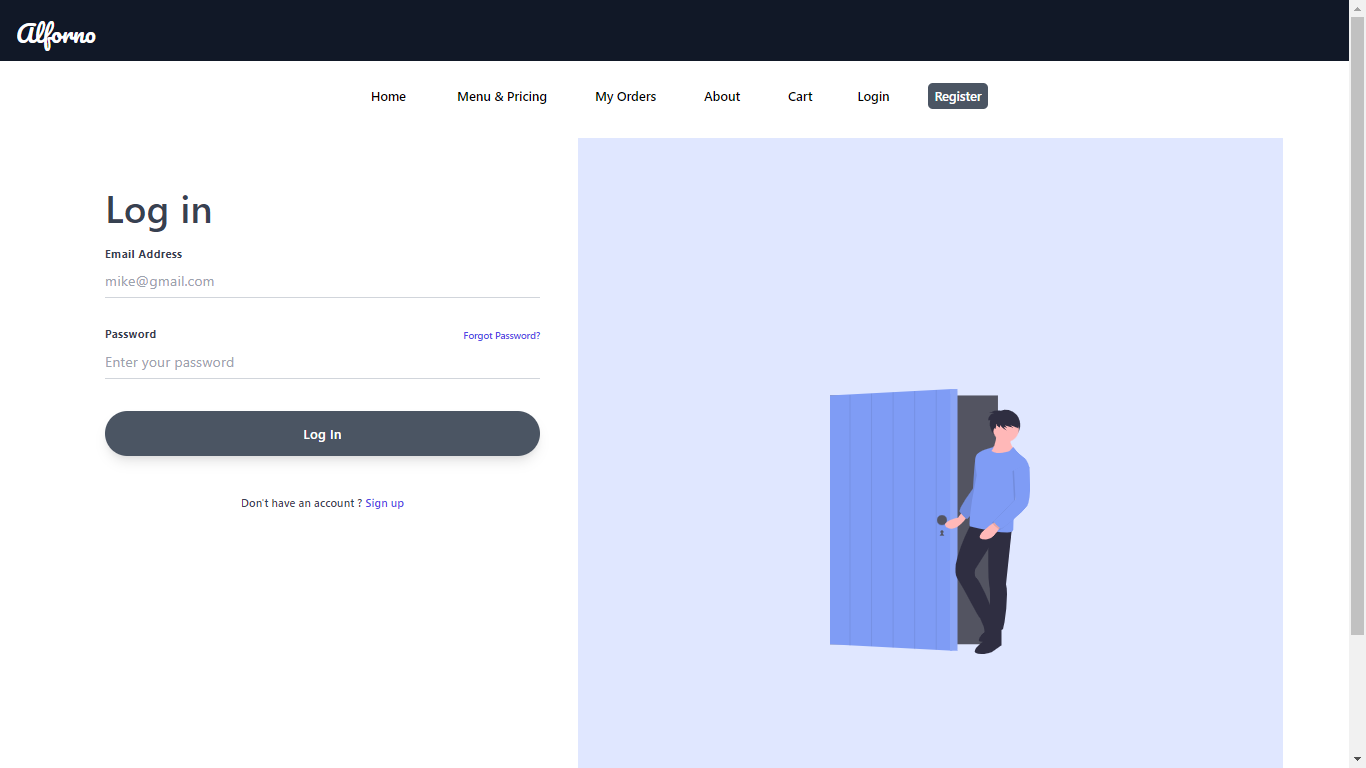 Alforno
Home Menu & Pricing My Orders About Cart Login Register
Log in
Email Address
mike@gmail.com
Password Forgot Password?
Enter your password
Log In
Don't have an account ? Sign up